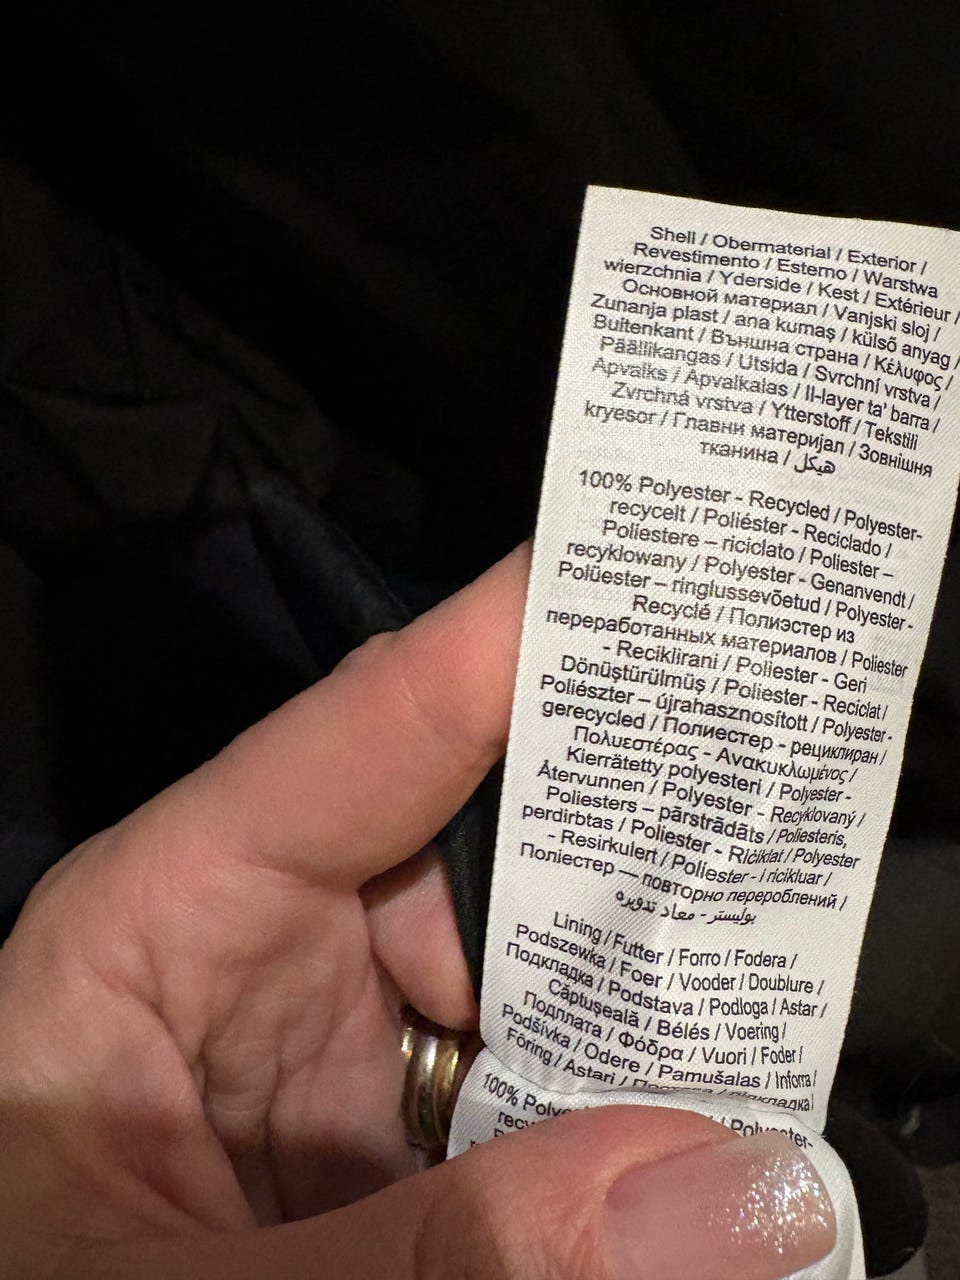 Shell / Obermaterial / Exterior /
Revestimento / Esterno / Warstwa
wierzchnia / Yderside / Kest / Extérieur /
Основной материал / Vanjski sloj /
Zunanja plast / ana kumaş / külső anyag /
Buitenkant / Външна страна / Κέλυφος /
Päällikangas / Utsida / Svrchní vrstva /
Apvalks / Apvalkalas / Il-layer ta' barra /
Zvrchná vrstva / Ytterstoff / Tekstili
kryesor / Главни материјал / Зовнішня
тканина / هيكل
100% Polyester - Recycled / Polyester-
recycelt / Poliéster - Reciclado /
Poliestere – riciclato / Poliester –
recyklowany / Polyester - Genanvendt /
Polüester – ringlussevõetud / Polyester -
Recyclé / Полиэстер из
переработанных материалов / Poliester
- Reciklirani / Poliester - Geri
Dönüştürülmüş / Poliester - Reciclat /
Poliészter – újrahasznosított / Polyester -
gerecycled / Полиестер - рециклиран /
Πολυεστέρας - Ανακυκλωμένος /
Kierrätetty polyesteri / Polyester -
Återvunnen / Polyester - Recyklovaný /
Poliesters – pārstrādāts / Poliesteris,
perdirbtas / Poliester - Riċiklat / Polyester
- Resirkulert / Poliester - i ricikluar /
Поліестер — повторно перероблений /
بوليستر - معاد تدويره
Lining / Futter / Forro / Fodera /
Podszewka / Foer / Vooder / Doublure /
Подкладка / Podstava / Podloga / Astar /
Căptuşeală / Bélés / Voering /
Подплата / Φόδρα / Vuori / Foder /
Podšívka / Odere / Pamušalas / Inforra /
Fôring / Astari / підкладка /
100% Polyester-